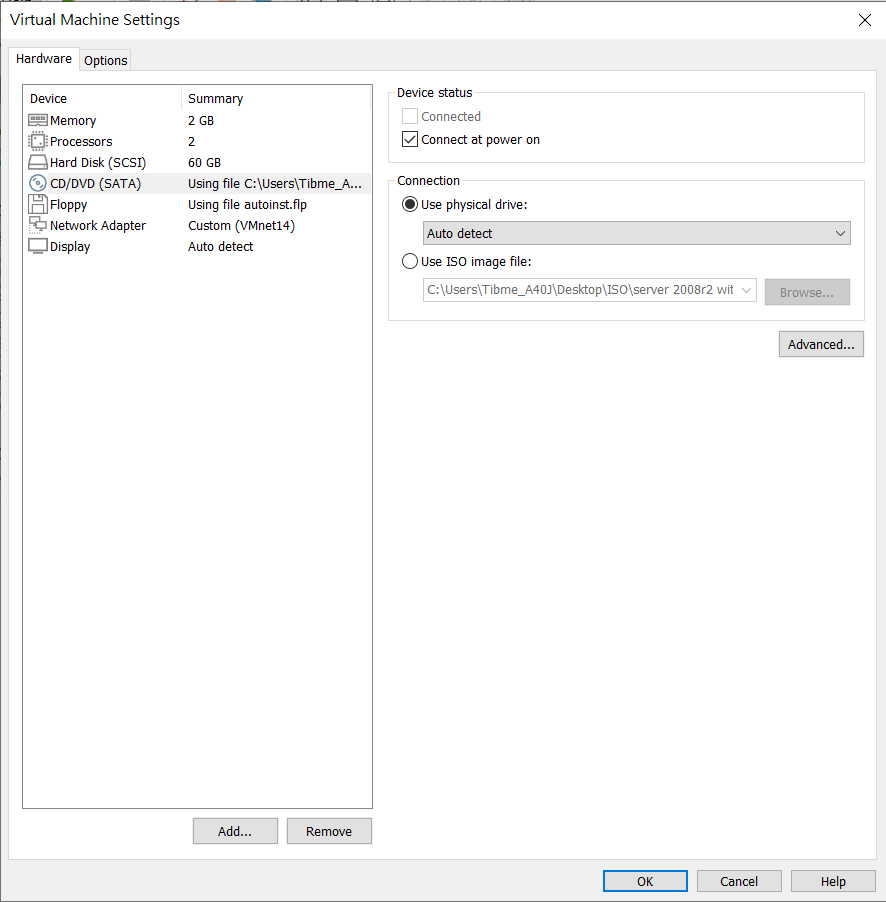 Virtual Machine Settings
Hardware Options
Device Summary
Memory 2 GB
Processors 2
Hard Disk (SCSI) 60 GB
CD/DVD (SATA) Using file C:\Users\Tibme_A...
Floppy Using file autoinst.flp
Network Adapter Custom (VMnet14)
Display Auto detect
Add... Remove
Device status
Connected
Connect at power on
Connection
Use physical drive:
Auto detect
Use ISO image file:
C:\Users\Tibme_A40J\Desktop\ISO\server 2008r2 wit Browse...
Advanced...
OK Cancel Help